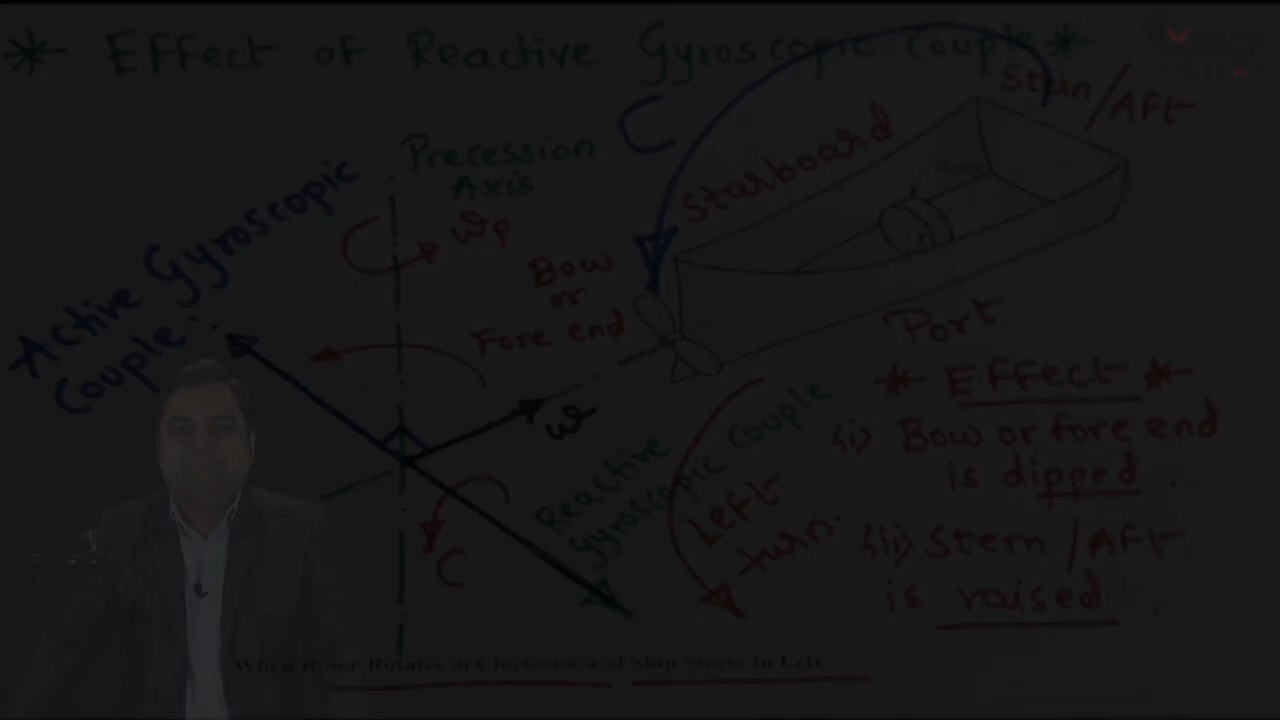 * Effect of Reactive Gyroscopic Couple *
Stern/Aft
C
Starboard
Precession
Axis
ωp
Active Gyroscopic
Couple
Bow
or
Fore end
Port
ω
* Effect *
(i) Bow or fore end
is dipped.
Reactive
Gyroscopic Couple
Left
turn
(ii) Stern / Aft
is raised.
C
When Rotor Rotates in Clockwise and Ship Steers to Left